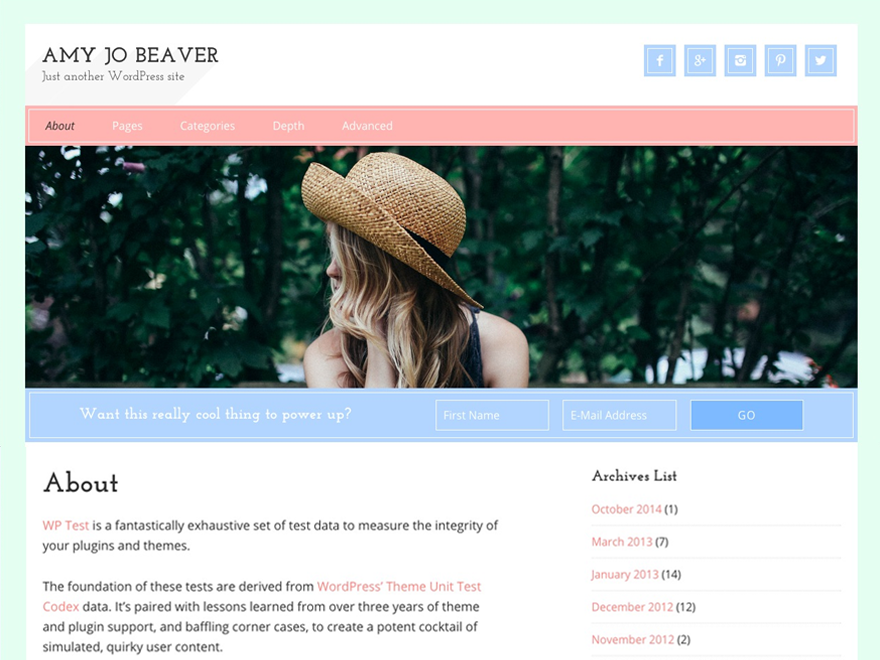 AMY JO BEAVER
Just another WordPress site
About Pages Categories Depth Advanced
Want this really cool thing to power up? First Name E-Mail Address GO
About
WP Test is a fantastically exhaustive set of test data to measure the integrity of
your plugins and themes.
The foundation of these tests are derived from WordPress’ Theme Unit Test
Codex data. It’s paired with lessons learned from over three years of theme
and plugin support, and baffling corner cases, to create a potent cocktail of
simulated, quirky user content.
Archives List
October 2014 (1)
March 2013 (7)
January 2013 (14)
December 2012 (12)
November 2012 (2)